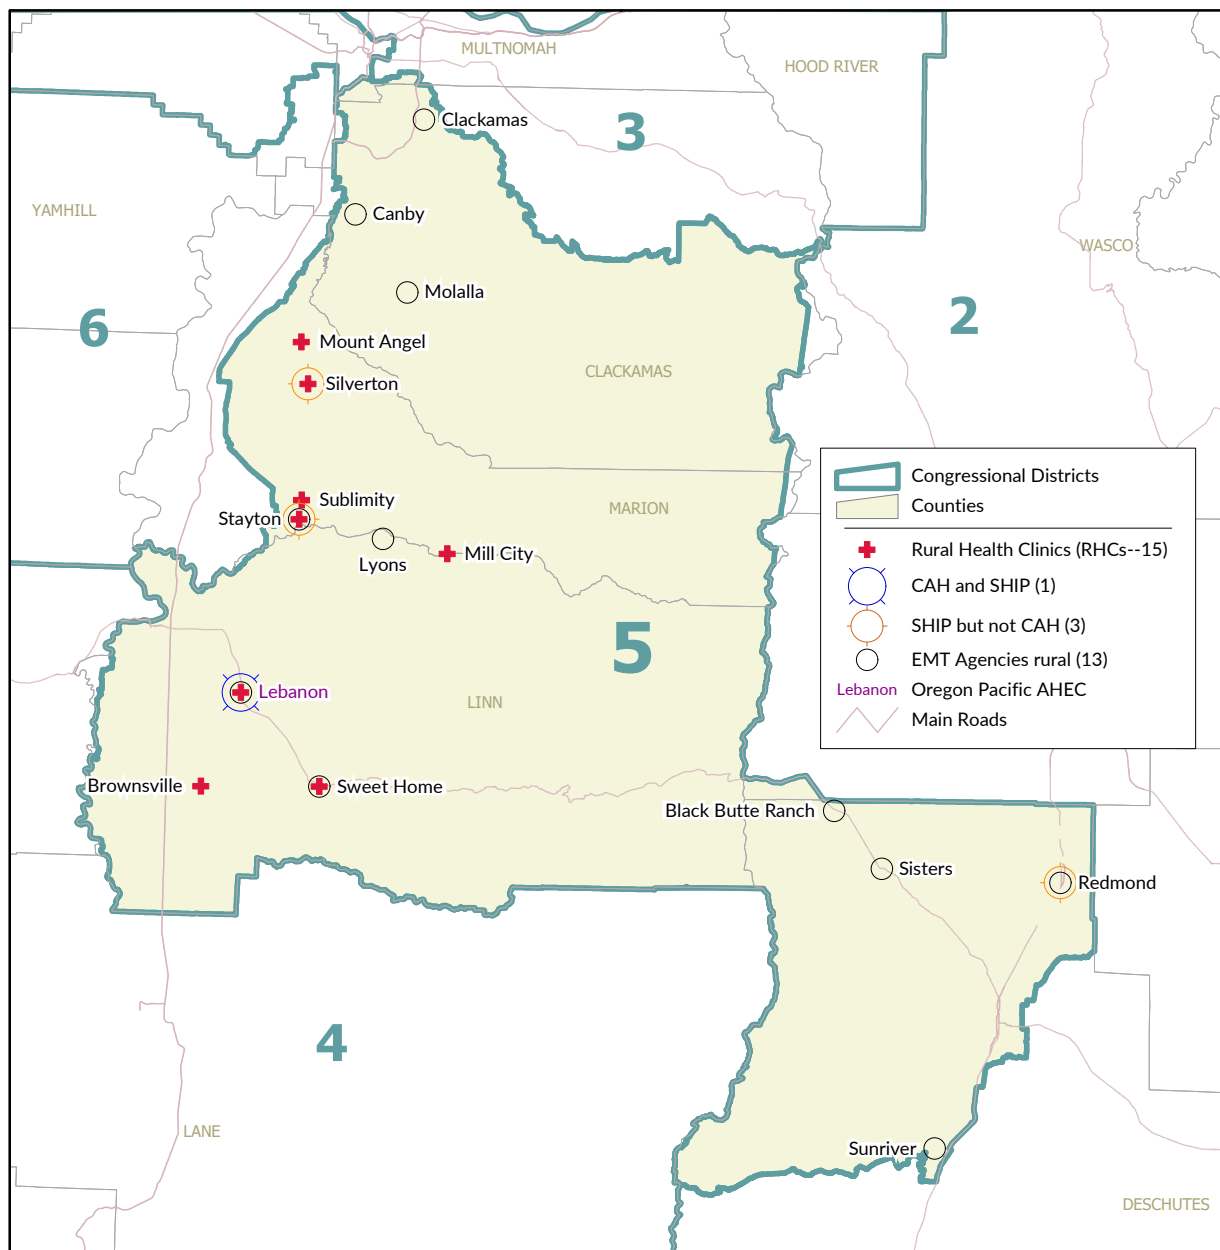 MULTNOMAH
HOOD RIVER
Clackamas
3
YAMHILL
Canby
WASCO
Molalla
6
2
Mount Angel
CLACKAMAS
Silverton
Congressional Districts
Counties
Sublimity
MARION
Stayton
Lyons
Mill City
Rural Health Clinics (RHCs--15)
CAH and SHIP (1)
SHIP but not CAH (3)
EMT Agencies rural (13)
Lebanon Oregon Pacific AHEC
Main Roads
5
Lebanon
LINN
Brownsville
Sweet Home
Black Butte Ranch
Sisters
Redmond
4
LANE
Sunriver
DESCHUTES